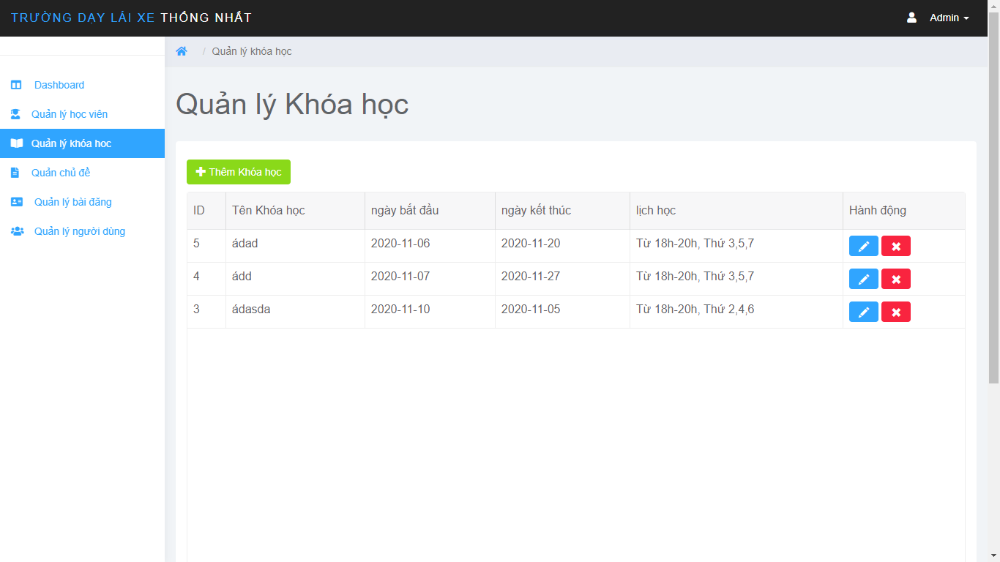 TRƯỜNG DẠY LÁI XE THỐNG NHẤT
Admin
/ Quản lý khóa học
Dashboard
Quản lý học viên
Quản lý khóa học
Quản chủ đề
Quản lý bài đăng
Quản lý người dùng
Quản lý Khóa học
Thêm Khóa học
ID Tên Khóa học ngày bắt đầu ngày kết thúc lịch học Hành động
5 ádad 2020-11-06 2020-11-20 Từ 18h-20h, Thứ 3,5,7
4 ádd 2020-11-07 2020-11-27 Từ 18h-20h, Thứ 3,5,7
3 ádasda 2020-11-10 2020-11-05 Từ 18h-20h, Thứ 2,4,6